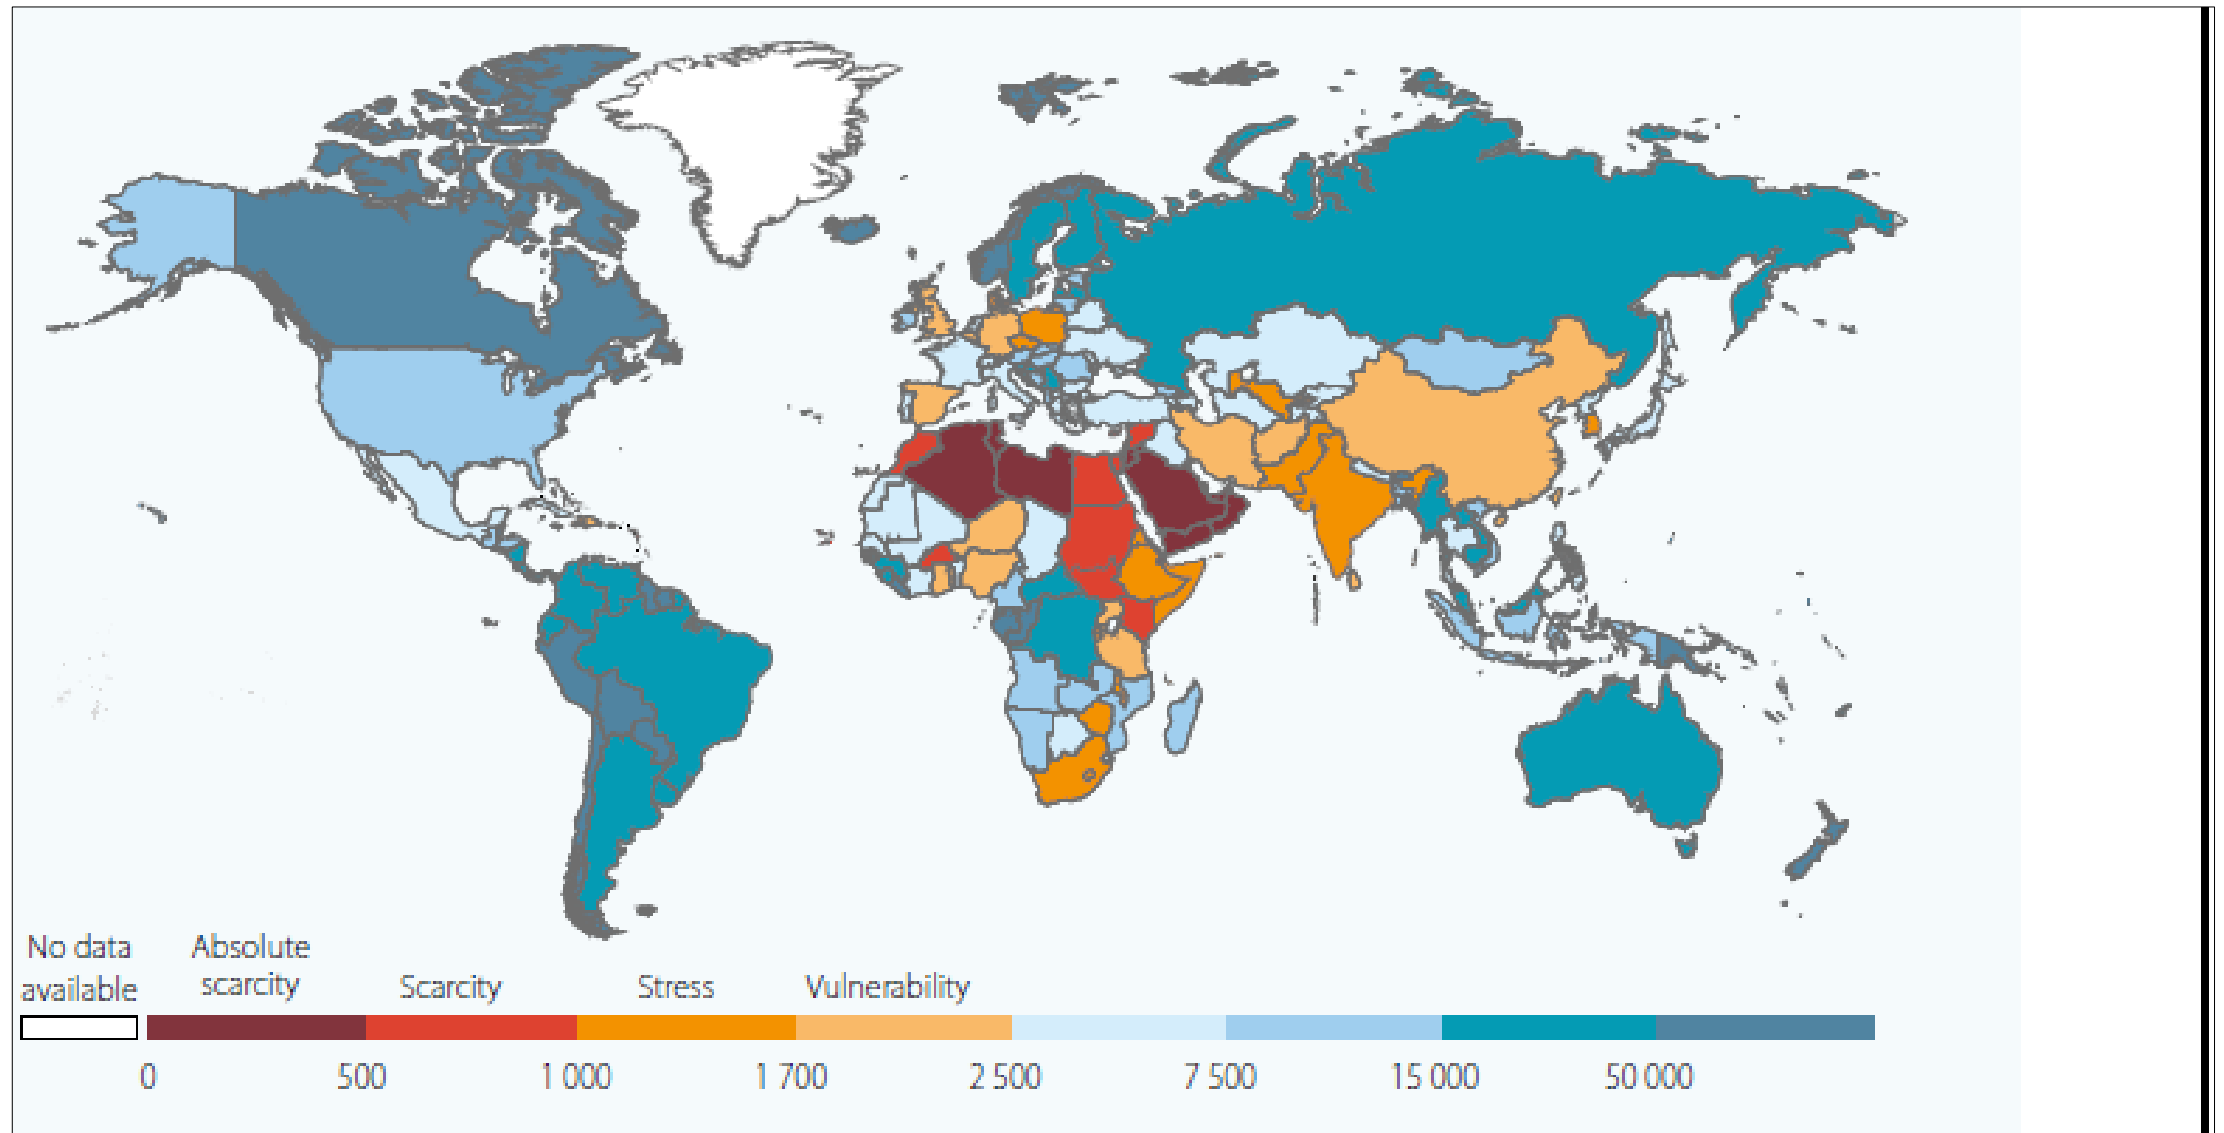 No data Absolute
available scarcity Scarcity Stress Vulnerability
0 500 1 000 1 700 2 500 7 500 15 000 50 000